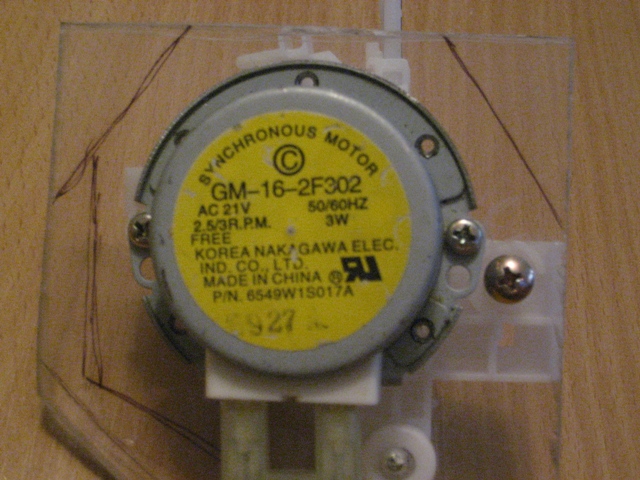 SYNCHRONOUS MOTOR
©
GM-16-2F302
AC 21V 50/60HZ
2.5/3R.P.M. 3W
FREE
KOREA NAKAGAWA ELEC.
IND. CO., LTD.
MADE IN CHINA ®
P/N. 6549W1S017A